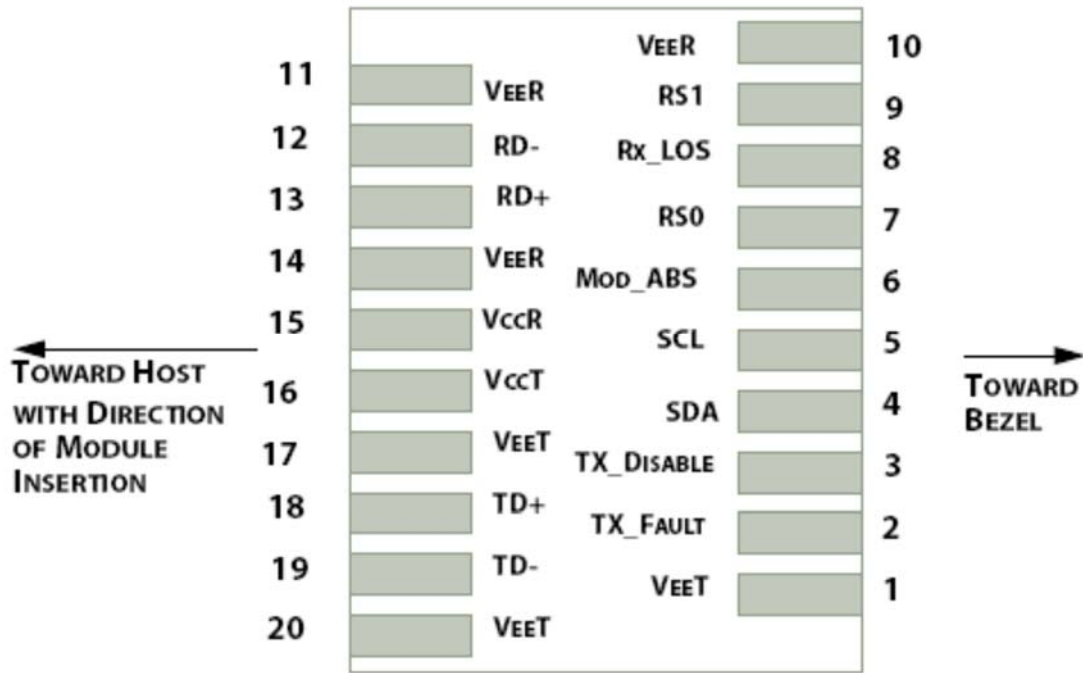 VEER 10
11 VEER
RS1 9
12 RD-
Rx_LOS 8
13 RD+
RS0 7
14 VEER
MOD_ABS 6
15 VCCR
SCL 5
16 VCCT
SDA 4
17 VEET
TX_DISABLE 3
18 TD+
TX_FAULT 2
19 TD-
VEET 1
20 VEET
TOWARD HOST
WITH DIRECTION
OF MODULE
INSERTION
TOWARD
BEZEL